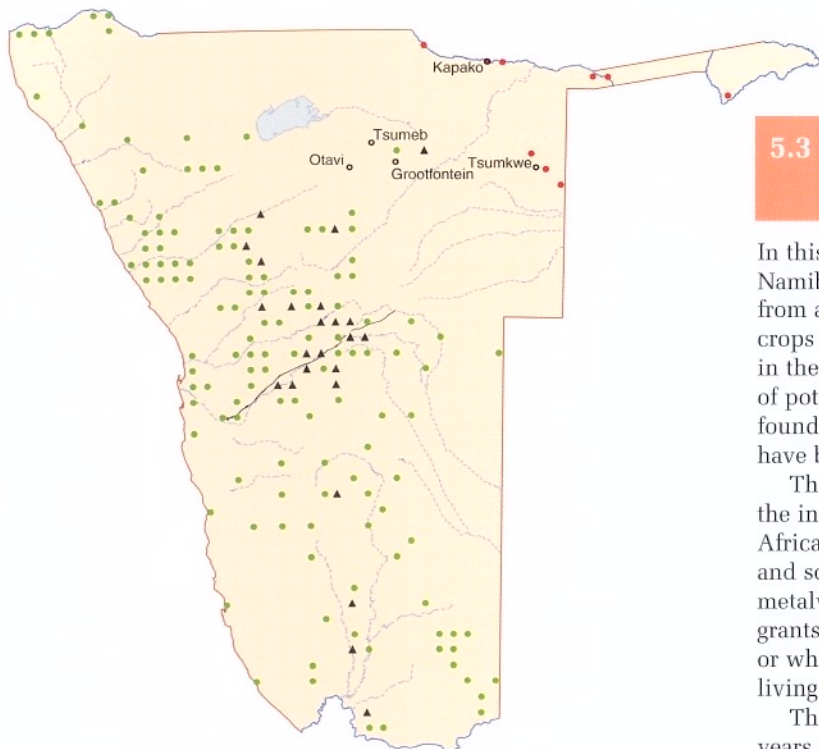 Kapako
Tsumeb
Otavi
Grootfontein
Tsumkwe
5.3
In this
Namib
from a
crops
in the
of pot
found
have b
Th
the in
Africa
and so
metalv
grants
or wh
living
Th
years